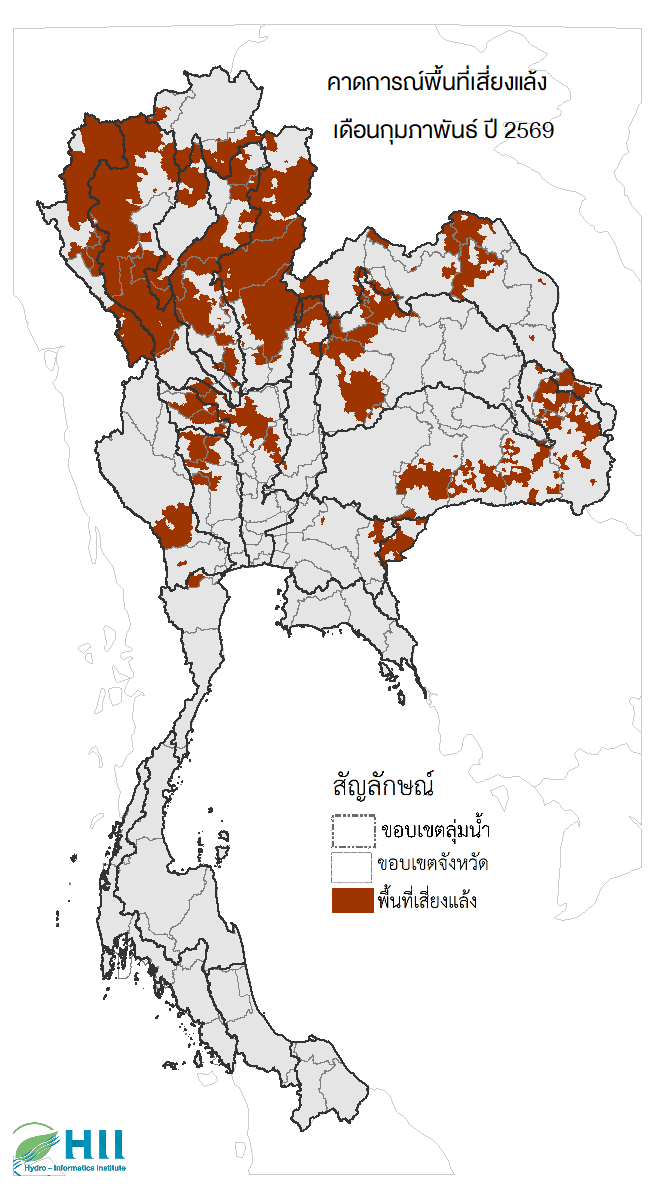 คาดการณ์พื้นที่เสี่ยงแล้ง
เดือนกุมภาพันธ์ ปี 2569
สัญลักษณ์
ขอบเขตลุ่มน้ำ
ขอบเขตจังหวัด
พื้นที่เสี่ยงแล้ง
HII
Hydro – Informatics Institute